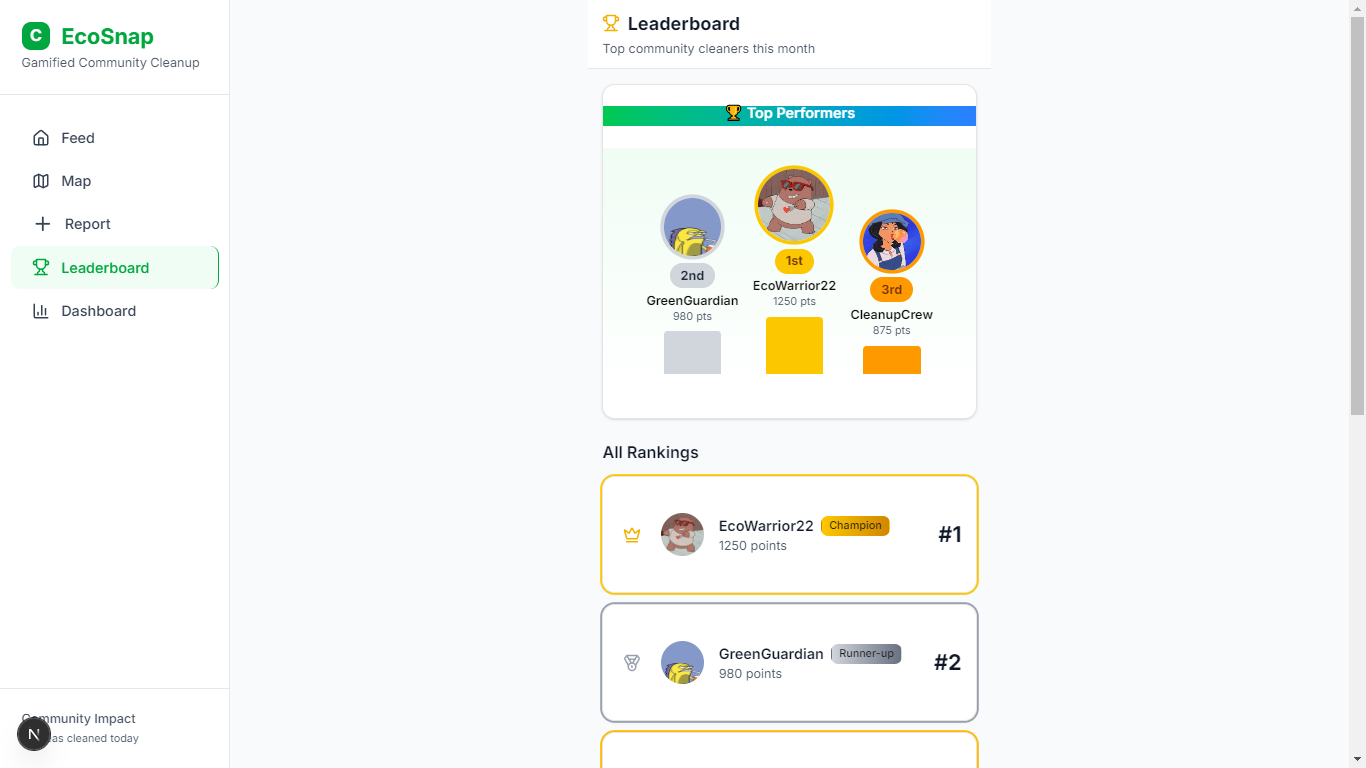 C EcoSnap
Gamified Community Cleanup
Feed
Map
Report
Leaderboard
Dashboard
Community Impact
as cleaned today
N
Leaderboard
Top community cleaners this month
🏆 Top Performers
1st
EcoWarrior22
1250 pts
2nd
GreenGuardian
980 pts
3rd
CleanupCrew
875 pts
All Rankings
EcoWarrior22 Champion
1250 points
#1
GreenGuardian Runner-up
980 points
#2